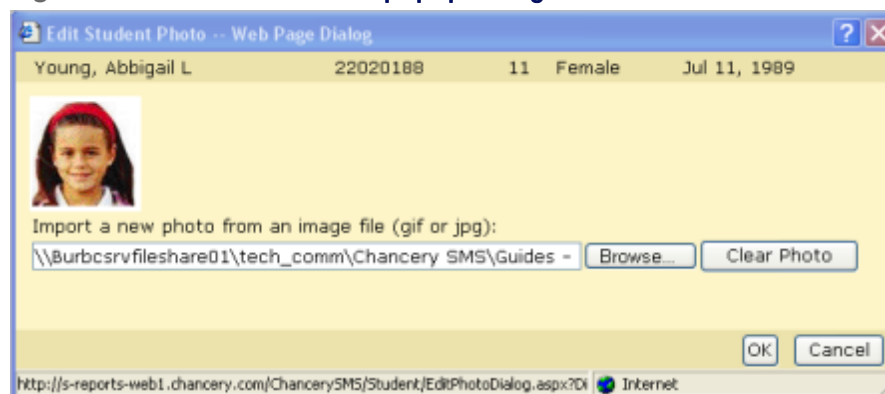 Edit Student Photo -- Web Page Dialog
Young, Abbigail L 22020188 11 Female Jul 11, 1989
Import a new photo from an image file (gif or jpg):
\\Burbcsrvfileshare01\tech_comm\Chancery SMS\Guides - Browse... Clear Photo
OK Cancel
http://s-reports-web1.chancery.com/ChancerySMS/Student/EditPhotoDialog.aspx?Di Internet